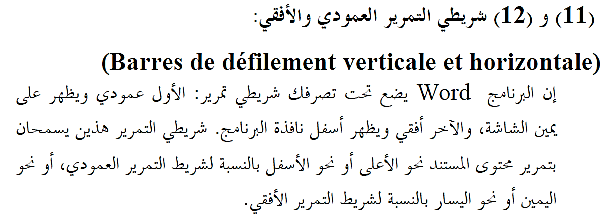 (11) و (12) شريطي التمرير العمودي والأفقي:
(Barres de défilement verticale et horizontale)
إن البرنامج Word يضع تحت تصرفك شريطي تمرير: الأول عمودي ويظهر على
يمين الشاشة، والآخر أفقي ويظهر أسفل نافذة البرنامج. شريطي التمرير هذين يسمحان
بتمرير محتوى المستند نحو الأعلى أو نحو الأسفل بالنسبة لشريط التمرير العمودي، أو نحو
اليمين أو نحو اليسار بالنسبة لشريط التمرير الأفقي.